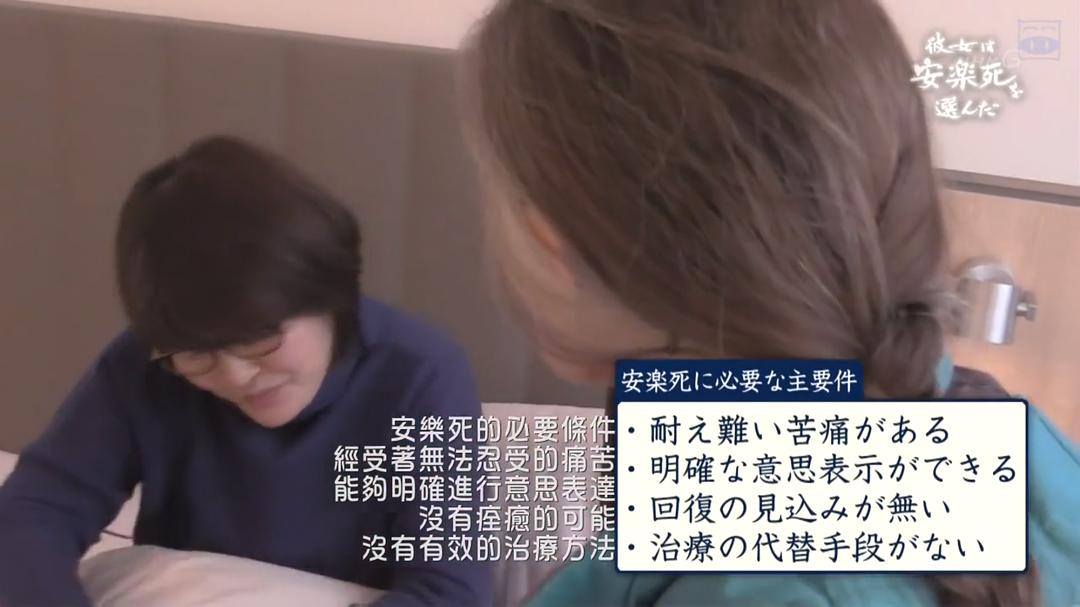 彼女は
安楽死を
選んだ
安楽死に必要な主要件
・耐え難い苦痛がある
・明確な意思表示ができる
・回復の見込みが無い
・治療の代替手段がない
安樂死的必要條件
經受著無法忍受的痛苦
能夠明確進行意思表達
沒有痊癒的可能
沒有有效的治療方法